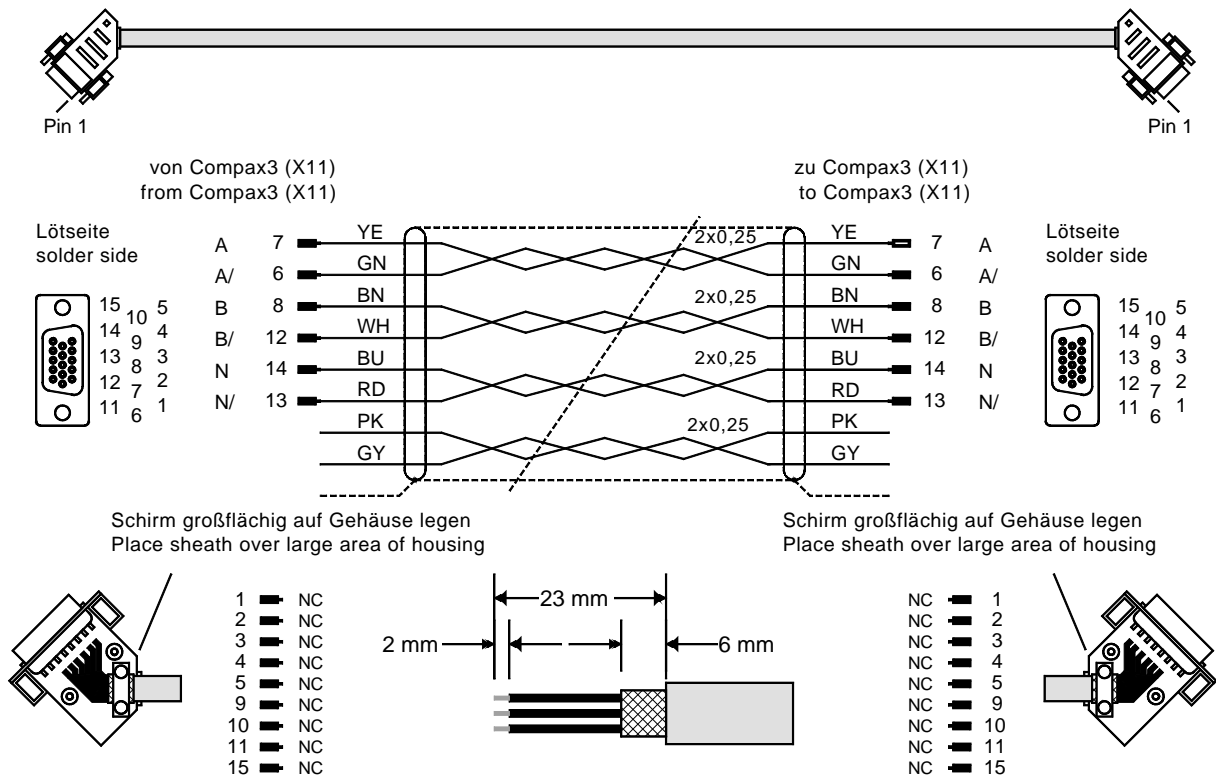 Pin 1 Pin 1
von Compax3 (X11) zu Compax3 (X11)
from Compax3 (X11) to Compax3 (X11)
Lötseite Lötseite
solder side solder side
A 7 YE 2x0,25 YE 7 A
A/ 6 GN GN 6 A/
B 8 BN 2x0,25 BN 8 B
B/ 12 WH WH 12 B/
N 14 BU 2x0,25 BU 14 N
N/ 13 RD RD 13 N/
PK 2x0,25 PK
GY GY
15 10 5 15 10 5
14 9 4 14 9 4
13 8 3 13 8 3
12 7 2 12 7 2
11 6 1 11 6 1
Schirm großflächig auf Gehäuse legen Schirm großflächig auf Gehäuse legen
Place sheath over large area of housing Place sheath over large area of housing
1 NC NC 1
2 NC NC 2
3 NC NC 3
4 NC NC 4
5 NC NC 5
9 NC NC 9
10 NC NC 10
11 NC NC 11
15 NC NC 15
23 mm
2 mm 6 mm